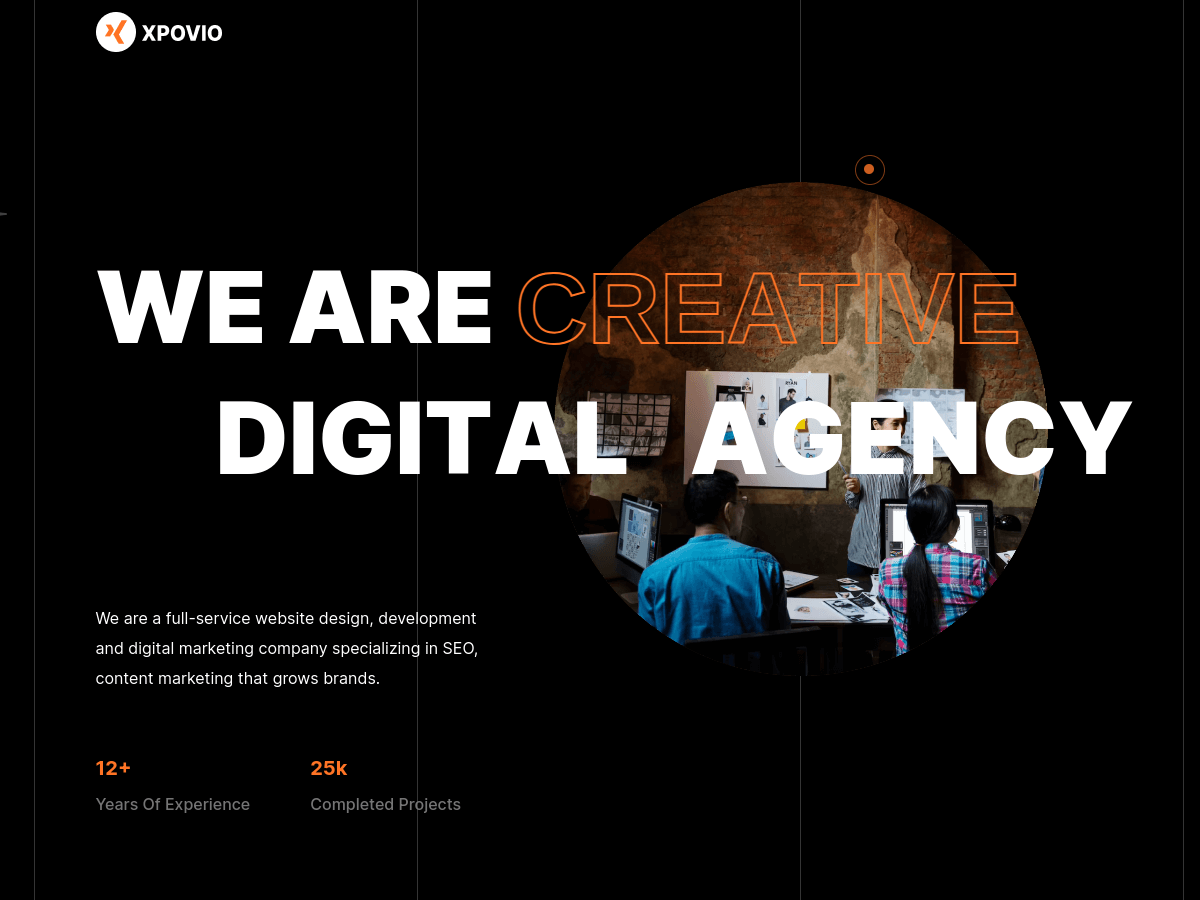 XPOVIO
WE ARE CREATIVE
DIGITAL AGENCY
RYAN
We are a full-service website design, development
and digital marketing company specializing in SEO,
content marketing that grows brands.
12+
25k
Years Of Experience
Completed Projects